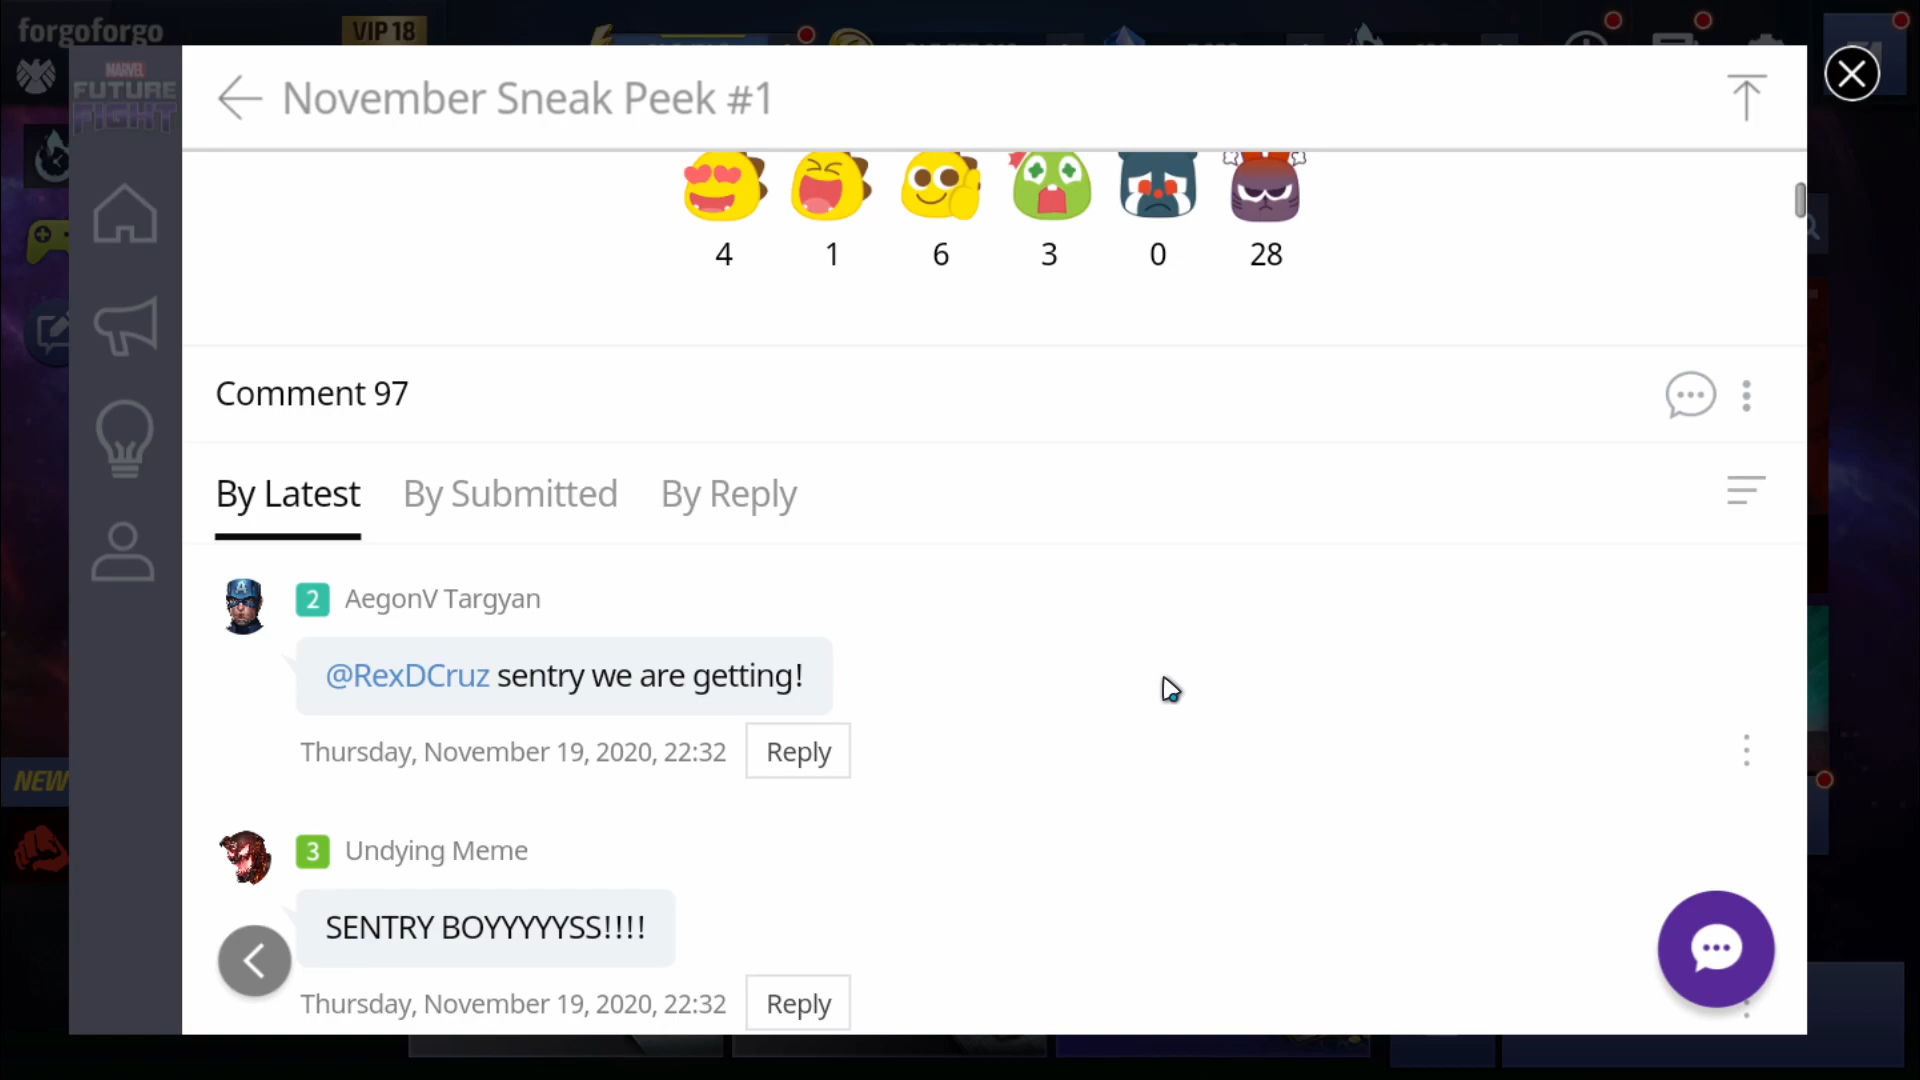 forgoforgo
VIP 18
MARVEL
FUTURE
FIGHT
November Sneak Peek #1
4
1
6
3
0
28
Comment 97
By Latest
By Submitted
By Reply
2
AegonV Targyan
@RexDCruz sentry we are getting!
Thursday, November 19, 2020, 22:32
Reply
NEW
3
Undying Meme
SENTRY BOYYYYYSS!!!!
Thursday, November 19, 2020, 22:32
Reply